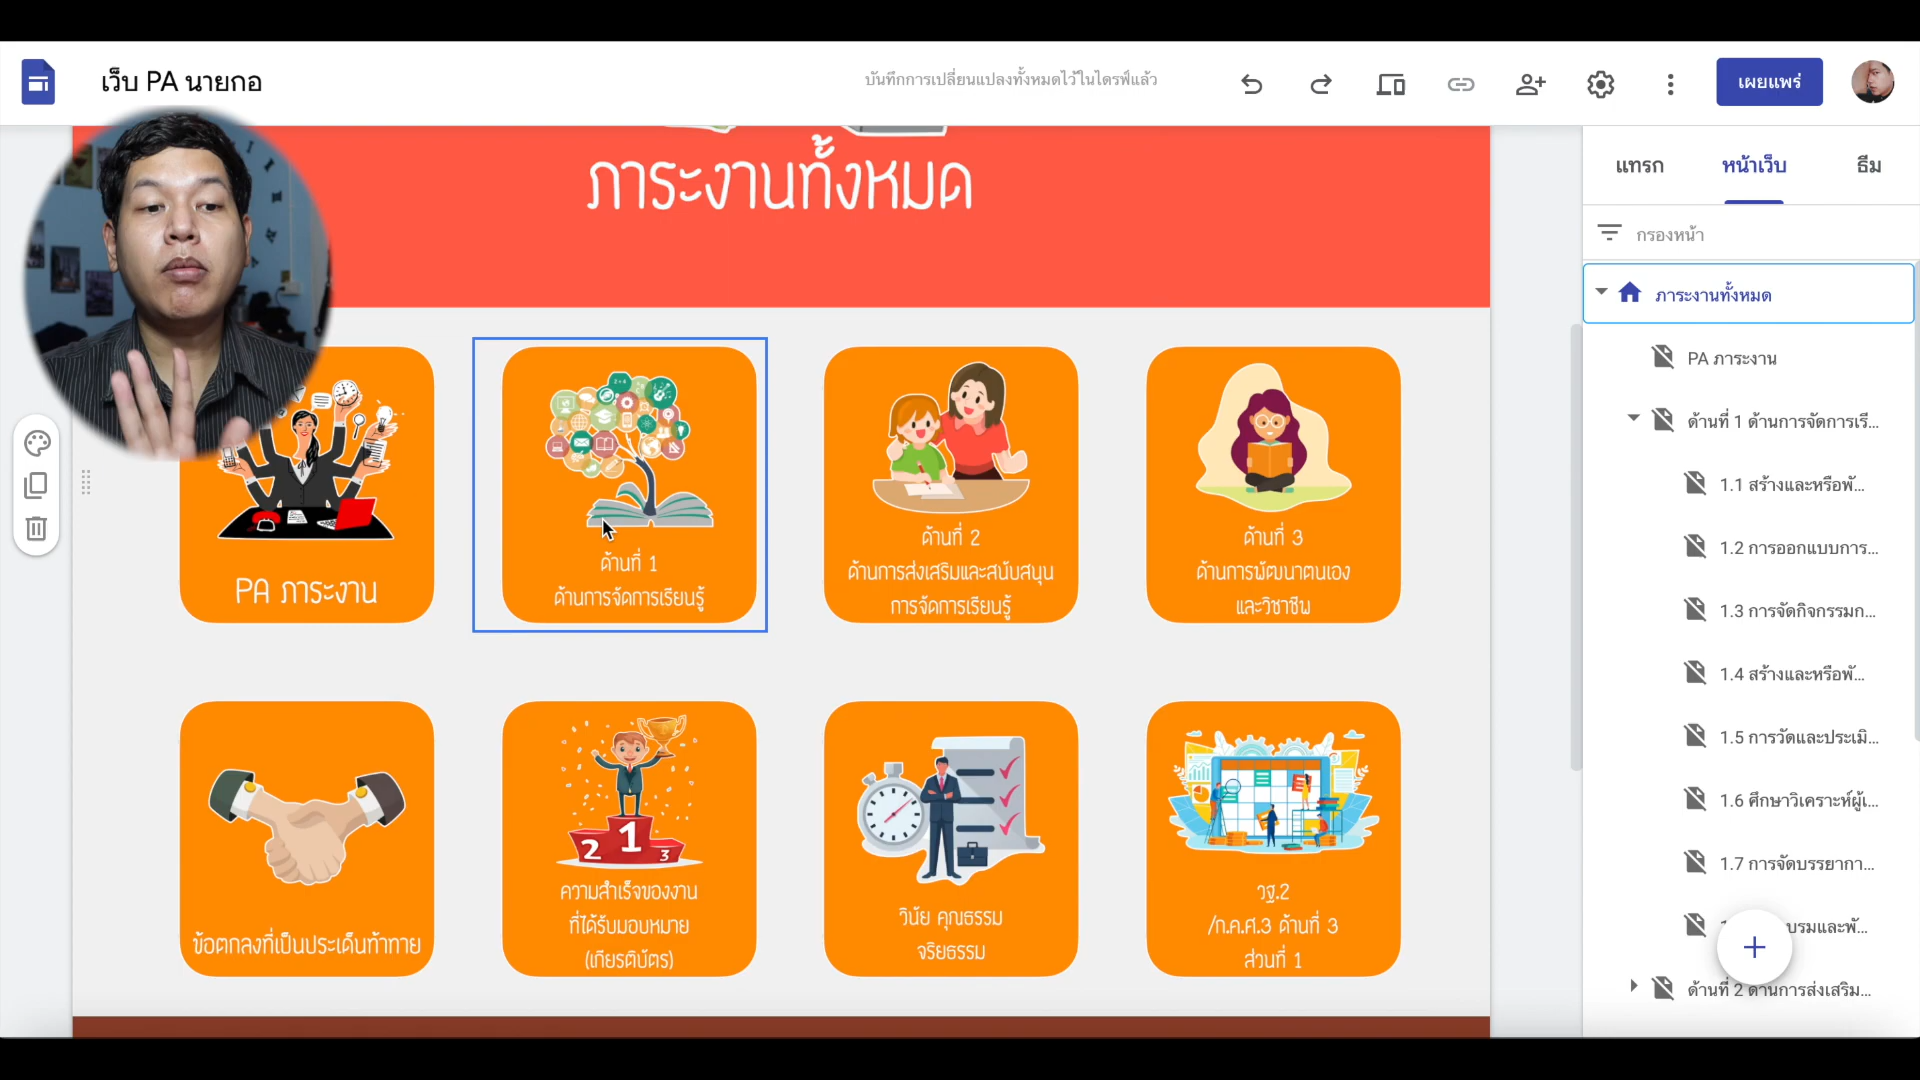 เว็บ PA นายกอ
บันทึกการเปลี่ยนแปลงทั้งหมดไว้ในไดรฟ์แล้ว
เผยแพร่
ภาระงานทั้งหมด
PA ภาระงาน
ด้านที่ 1
ด้านการจัดการเรียนรู้
ด้านที่ 2
ด้านการส่งเสริมและสนับสนุน
การจัดการเรียนรู้
ด้านที่ 3
ด้านการพัฒนาตนเอง
และวิชาชีพ
ข้อตกลงที่เป็นประเด็นท้าทาย
2 1 3
ความสำเร็จของงาน
ที่ได้รับมอบหมาย
(เกียรติบัตร)
วินัย คุณธรรม
จริยธรรม
วฐ.2
/ก.ค.ศ.3 ด้านที่ 3
ส่วนที่ 1
แทรก
หน้าเว็บ
ธีม
กรองหน้า
ภาระงานทั้งหมด
PA ภาระงาน
ด้านที่ 1 ด้านการจัดการเรี...
1.1 สร้างและหรือพั...
1.2 การออกแบบการ...
1.3 การจัดกิจกรรมก...
1.4 สร้างและหรือพั...
1.5 การวัดและประเมิ...
1.6 ศึกษาวิเคราะห์ผู้เ...
1.7 การจัดบรรยากา...
บรมและพั...
ด้านที่ 2 ด้านการส่งเสริม...